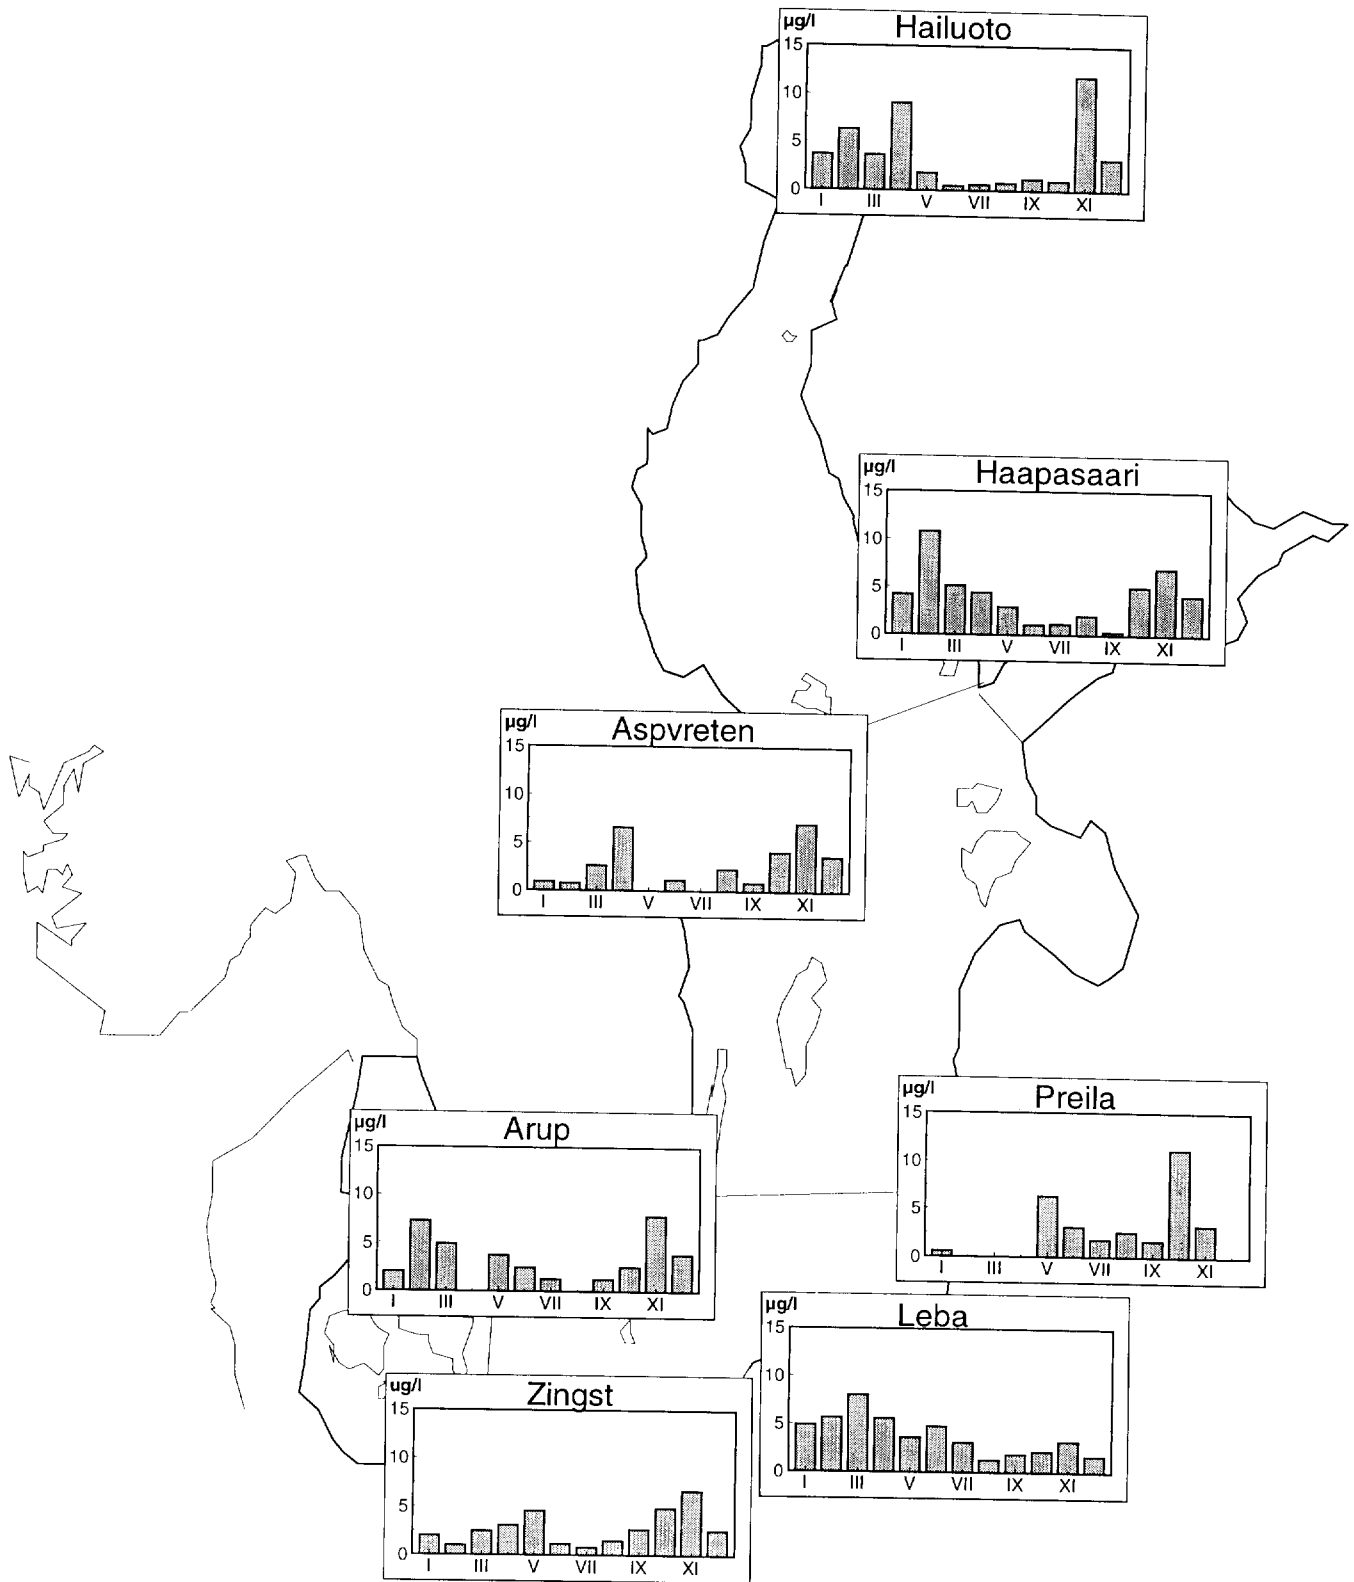 µg/l
Hailuoto
15
10
5
0
I III V VII IX XI
µg/l
Haapasaari
15
10
5
0
I III V VII IX XI
µg/l
Aspvreten
15
10
5
0
I III V VII IX XI
µg/l
Preila
15
10
5
0
I III V VII IX XI
µg/l
Arup
15
10
5
0
I III V VII IX XI
µg/l
Leba
15
10
5
0
I III V VII IX XI
ug/l
Zingst
15
10
5
0
I III V VII IX XI